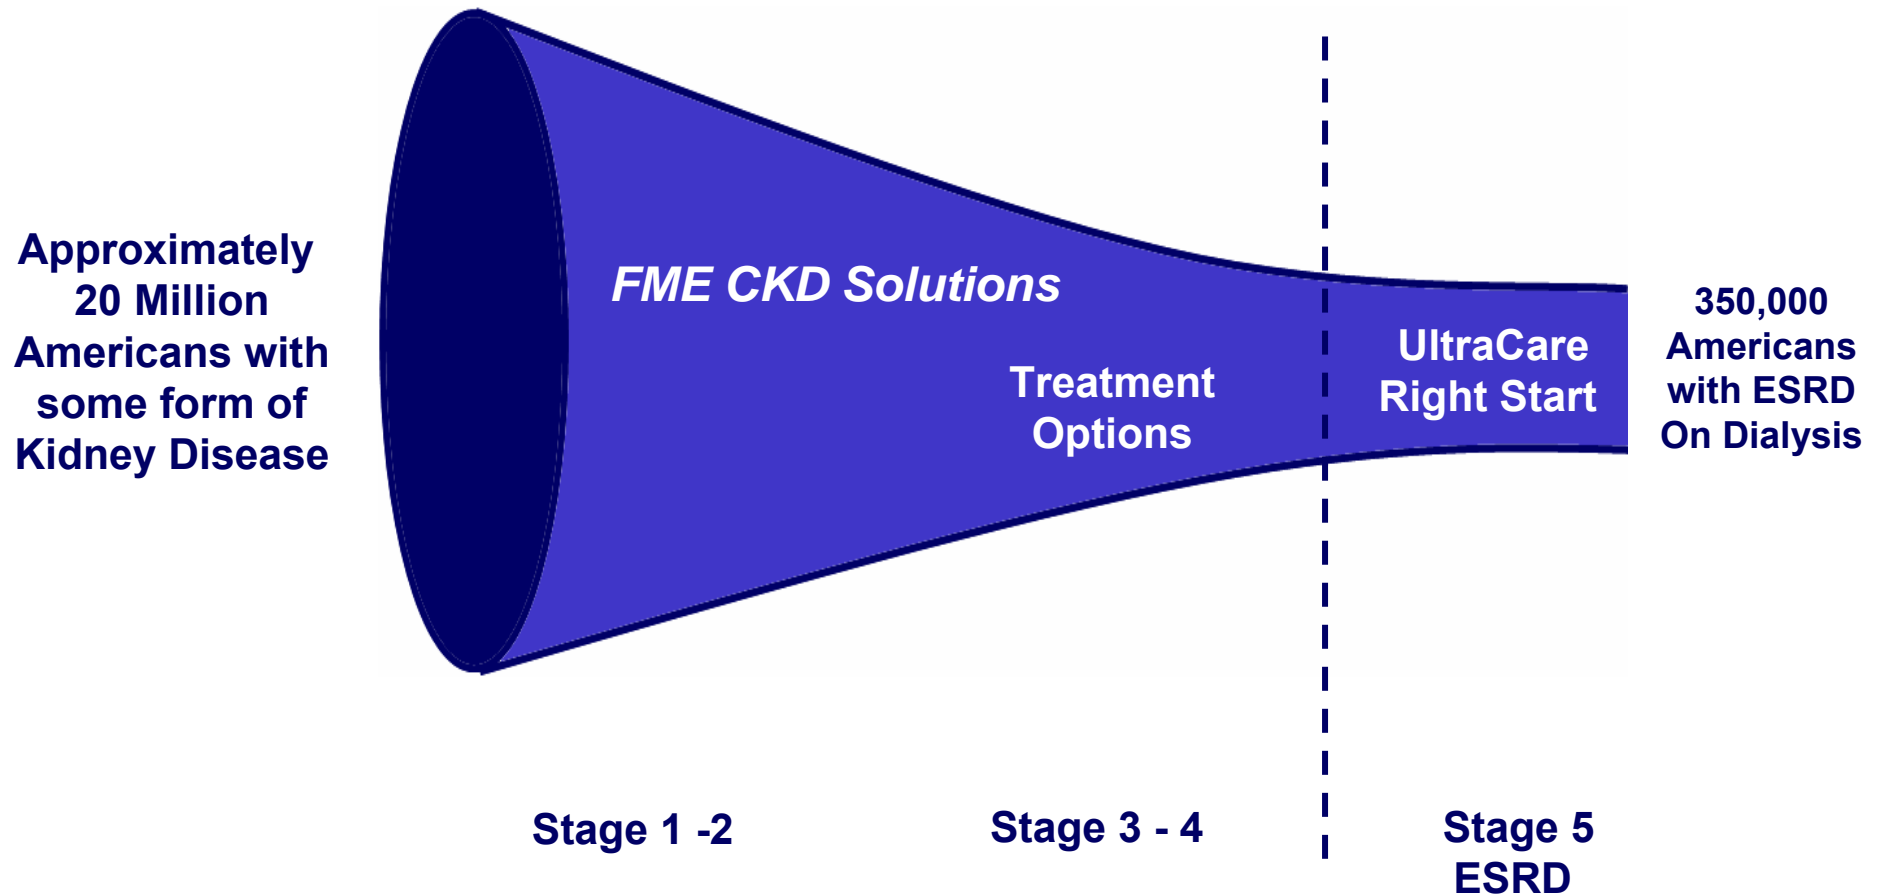 Approximately
20 Million
Americans with
some form of
Kidney Disease
FME CKD Solutions
Treatment
Options
UltraCare
Right Start
350,000
Americans
with ESRD
On Dialysis
Stage 1 -2
Stage 3 - 4
Stage 5
ESRD